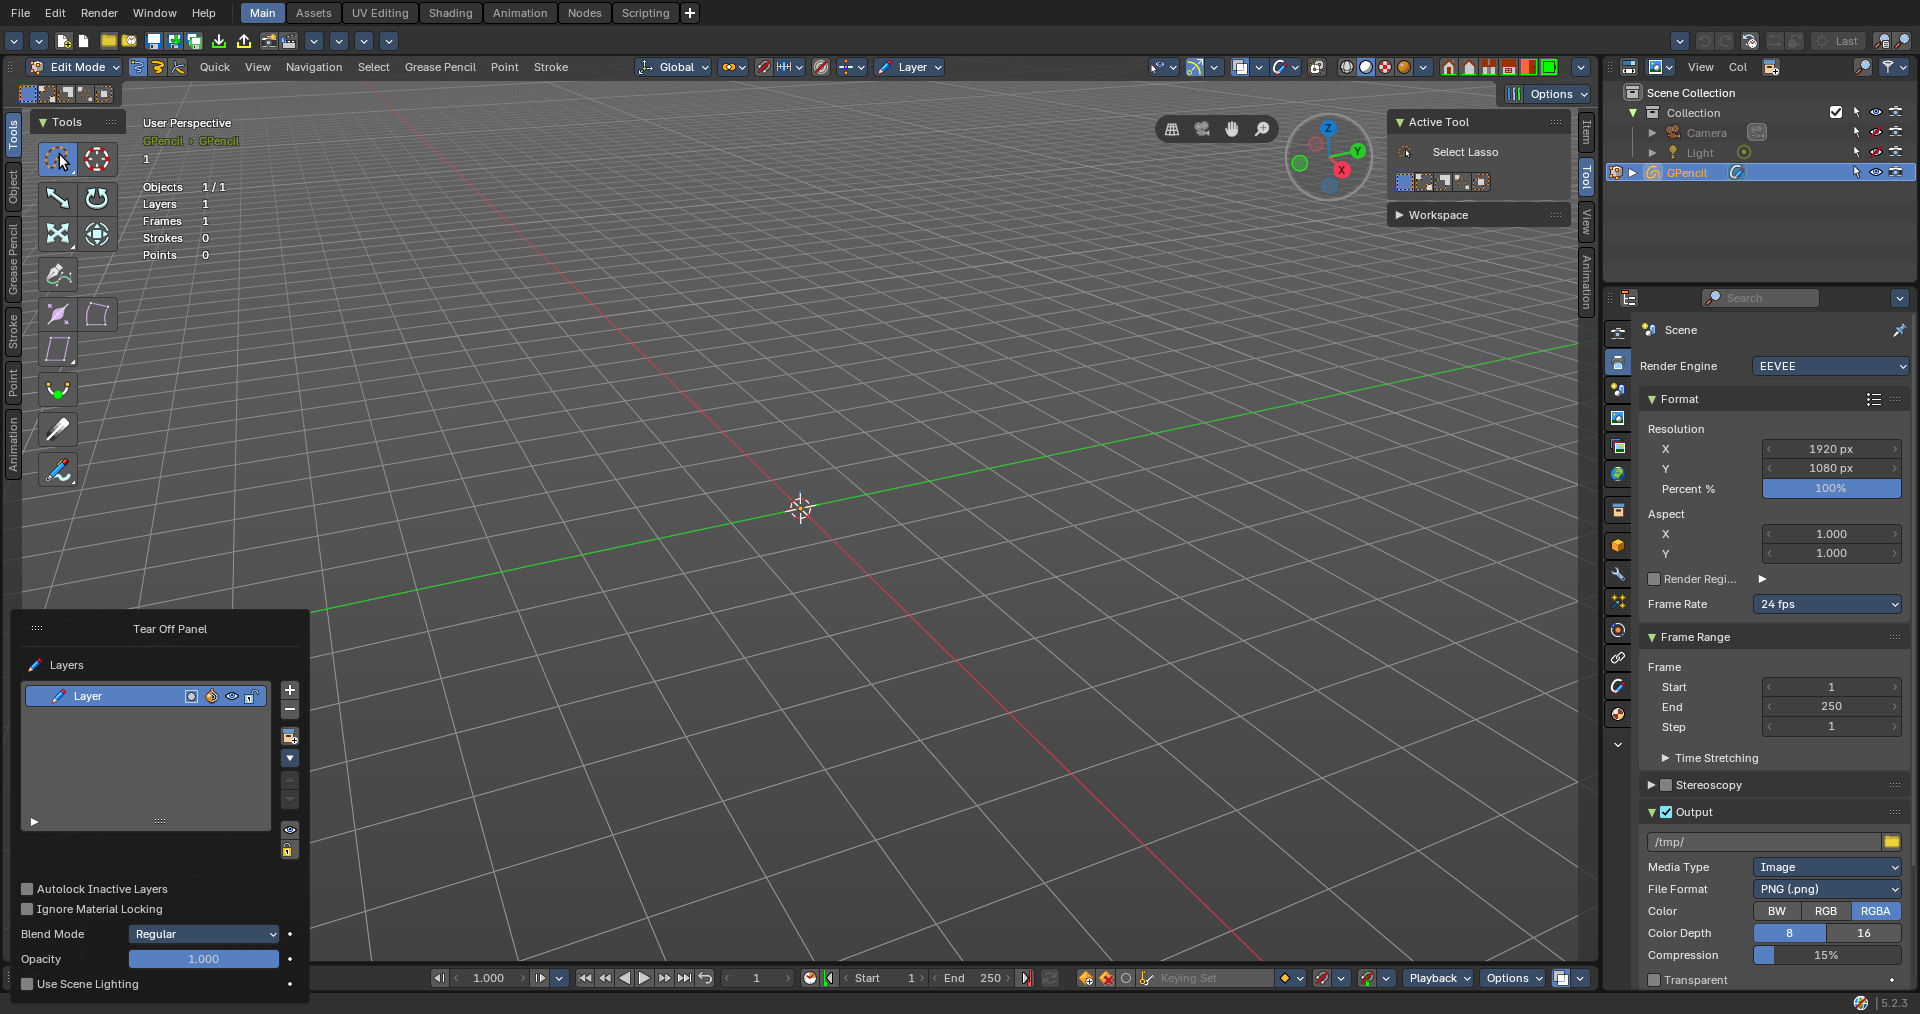 File Edit Render Window Help Main Assets UV Editing Shading Animation Nodes Scripting
Last
Edit Mode Quick View Navigation Select Grease Pencil Point Stroke Global Layer
Options
Tools
Object
Grease Pencil
Stroke
Point
Animation
Tools
User Perspective
GPencil > GPencil
1
Objects 1 / 1
Layers 1
Frames 1
Strokes 0
Points 0
Z
Y
X
Active Tool
Select Lasso
Workspace
Item
Tool
View
Animation
View Col
Scene Collection
Collection
Camera
Light
GPencil
Search
Scene
Render Engine EEVEE
Format
Resolution
X 1920 px
Y 1080 px
Percent % 100%
Aspect
X 1.000
Y 1.000
Render Regi...
Frame Rate 24 fps
Frame Range
Frame
Start 1
End 250
Step 1
Time Stretching
Stereoscopy
Output
/tmp/
Media Type Image
File Format PNG (.png)
Color BW RGB RGBA
Color Depth 8 16
Compression 15%
Transparent
Tear Off Panel
Layers
Layer
Autolock Inactive Layers
Ignore Material Locking
Blend Mode Regular
Opacity 1.000
Use Scene Lighting
1.000 1 Start 1 End 250 Keying Set Playback Options
5.2.3